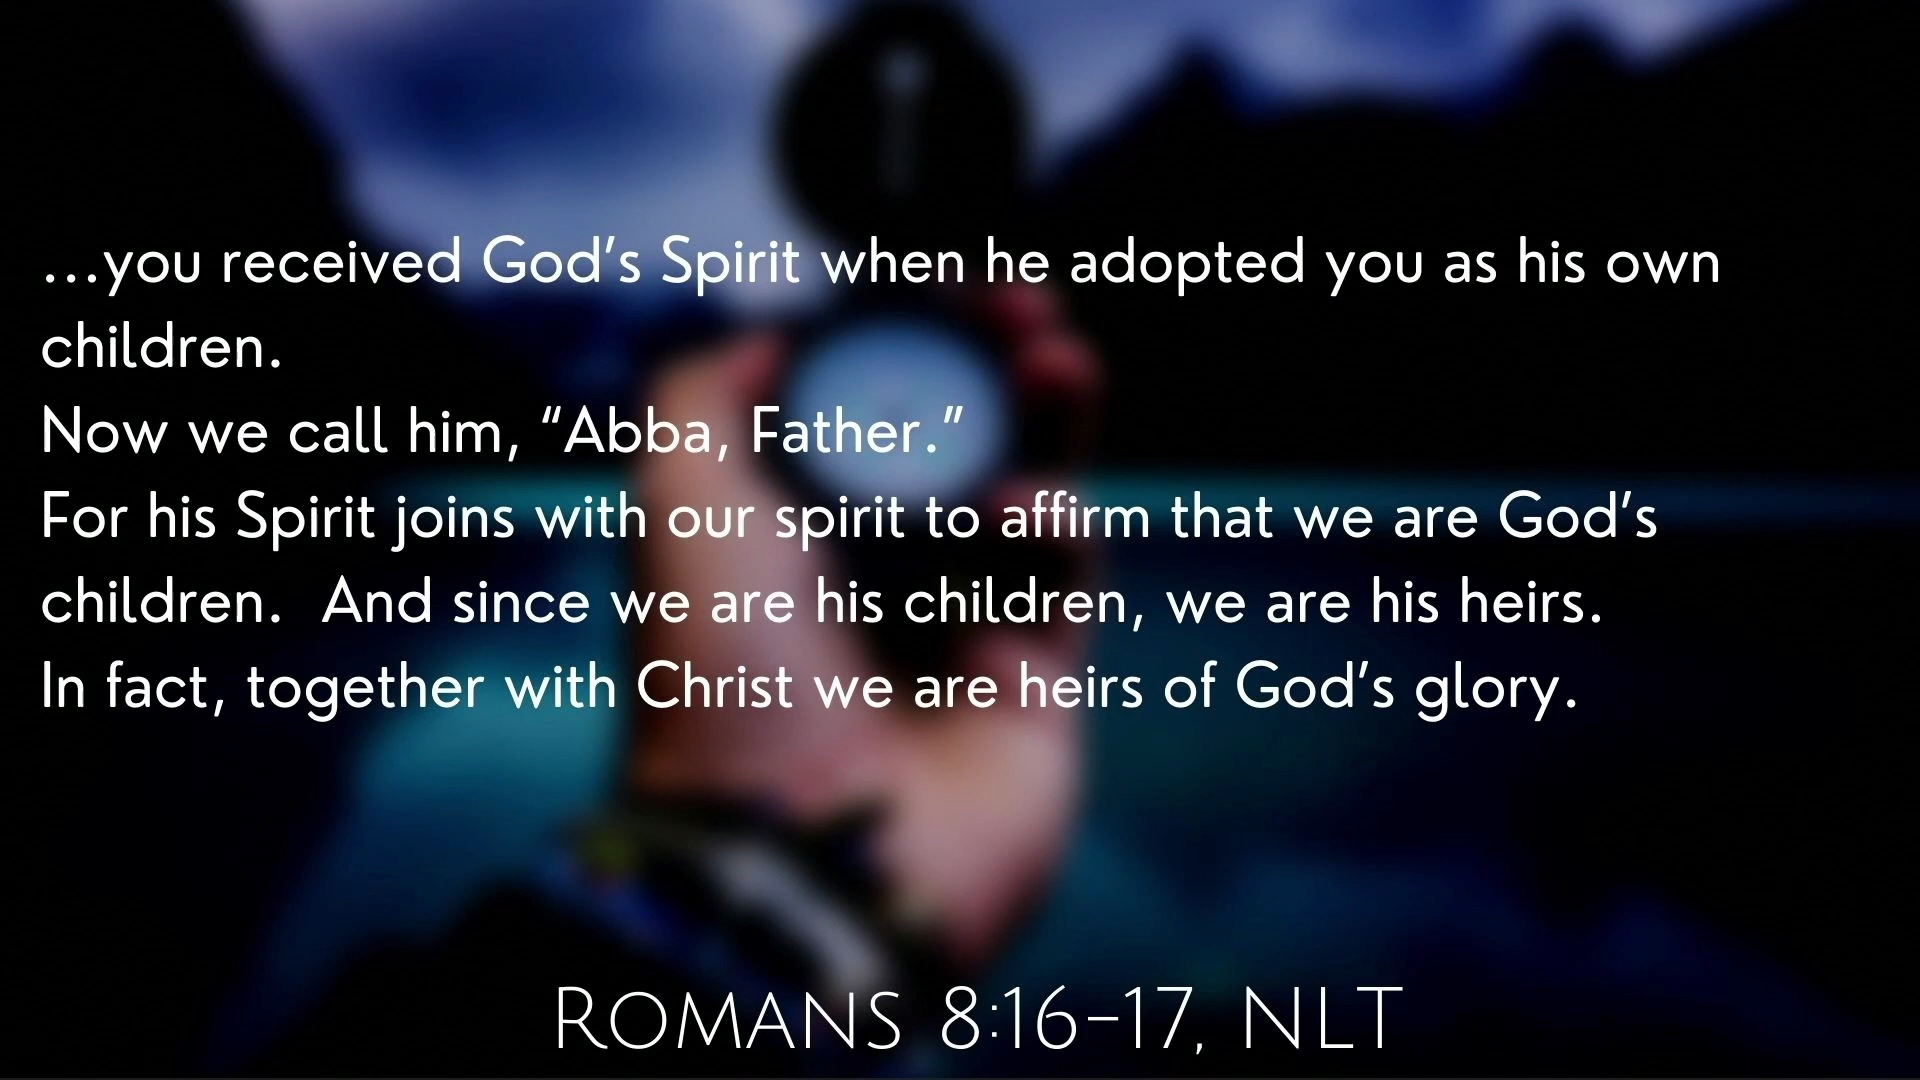 ...you received God’s Spirit when he adopted you as his own
children.
Now we call him, “Abba, Father.”
For his Spirit joins with our spirit to affirm that we are God’s
children.  And since we are his children, we are his heirs.
In fact, together with Christ we are heirs of God’s glory.
Romans 8:16-17, NLT